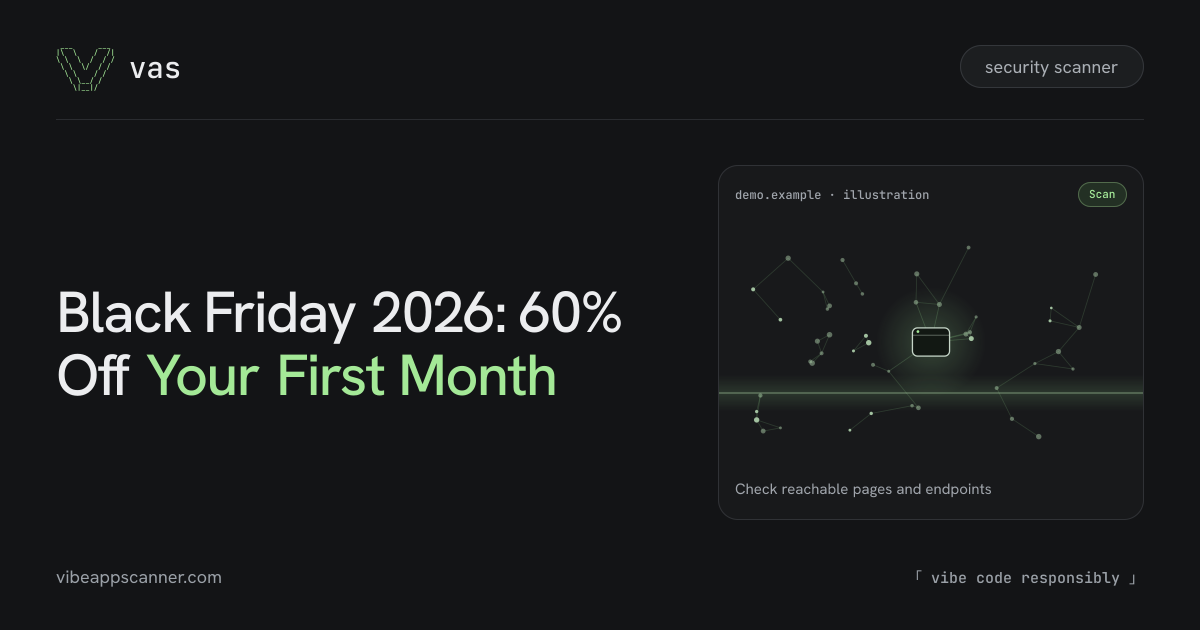 vas
security scanner
demo.example · illustration
Scan
Black Friday 2026: 60%
Off Your First Month
Check reachable pages and endpoints
vibeappscanner.com
「 vibe code responsibly 」